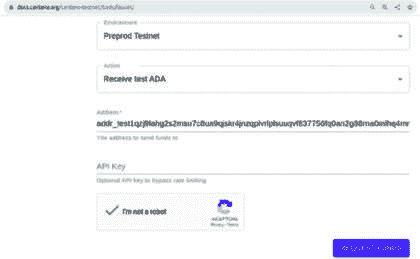 docs.cardano.org/cardano-testnet/tools/faucet/
Environment
Preprod Testnet
Action
Receive test ADA
Address*
The address to send funds to
API Key
Optional API key to bypass rate limiting
I'm not a robot
reCAPTCHA
Privacy - Terms